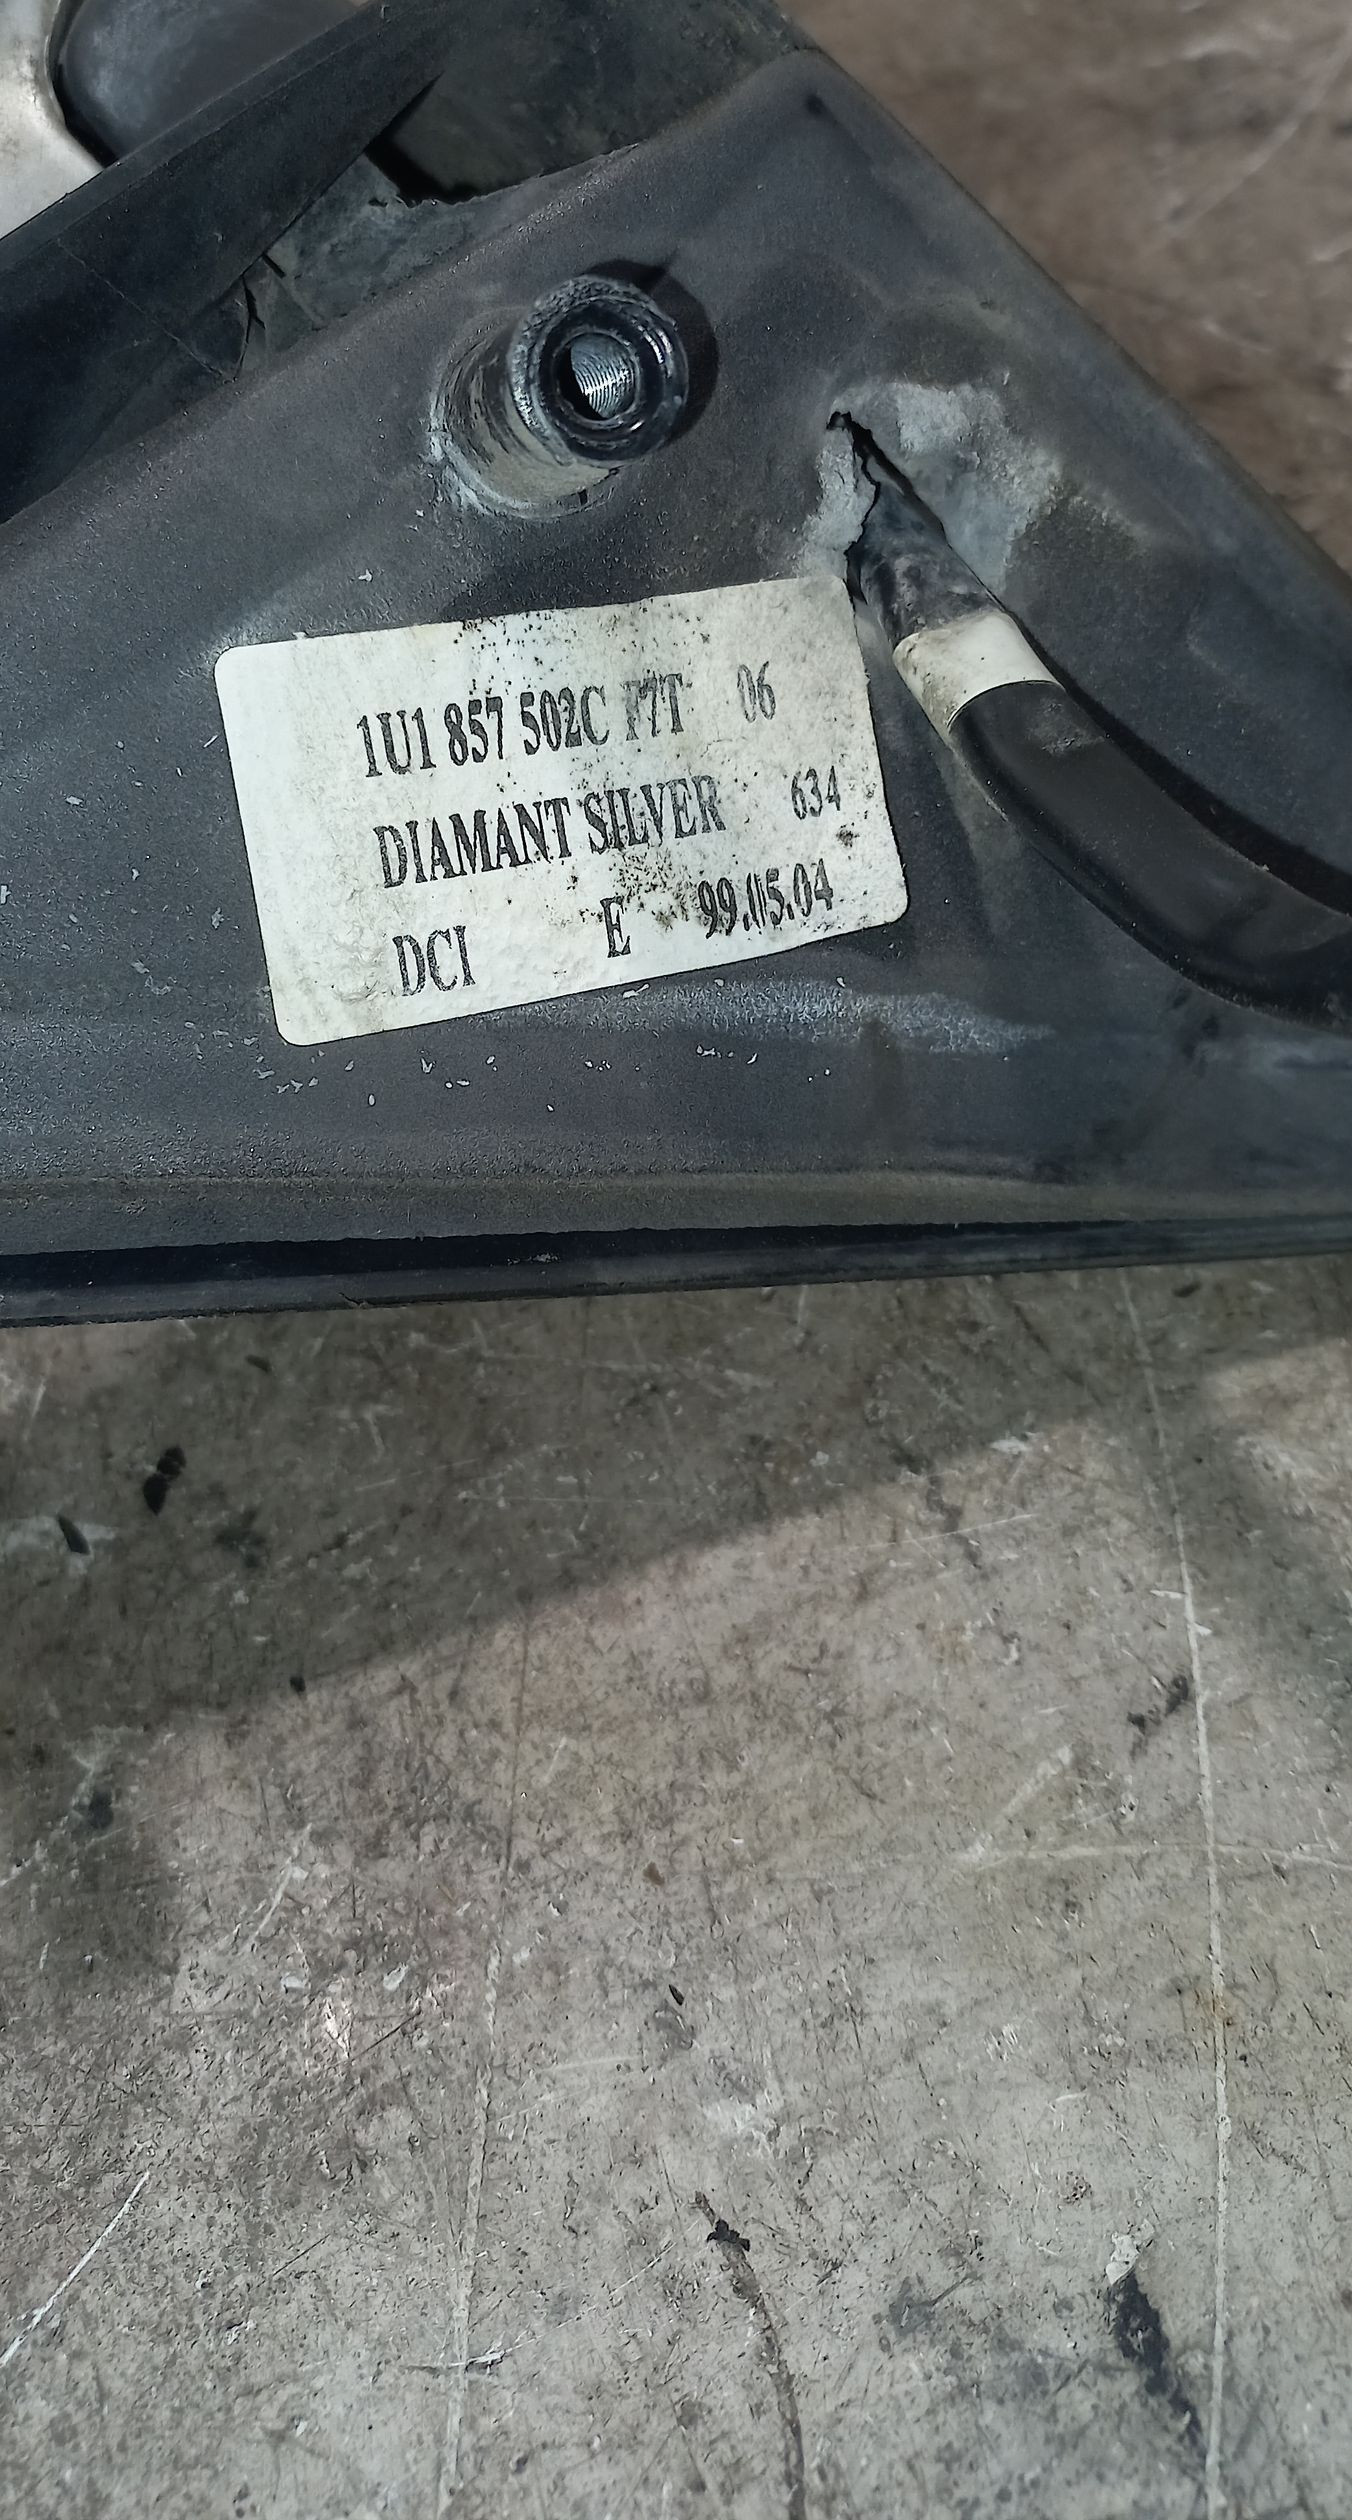 1U1 857 502C F7T 06
DIAMANT SILVER 634
DCI E 99.05.04